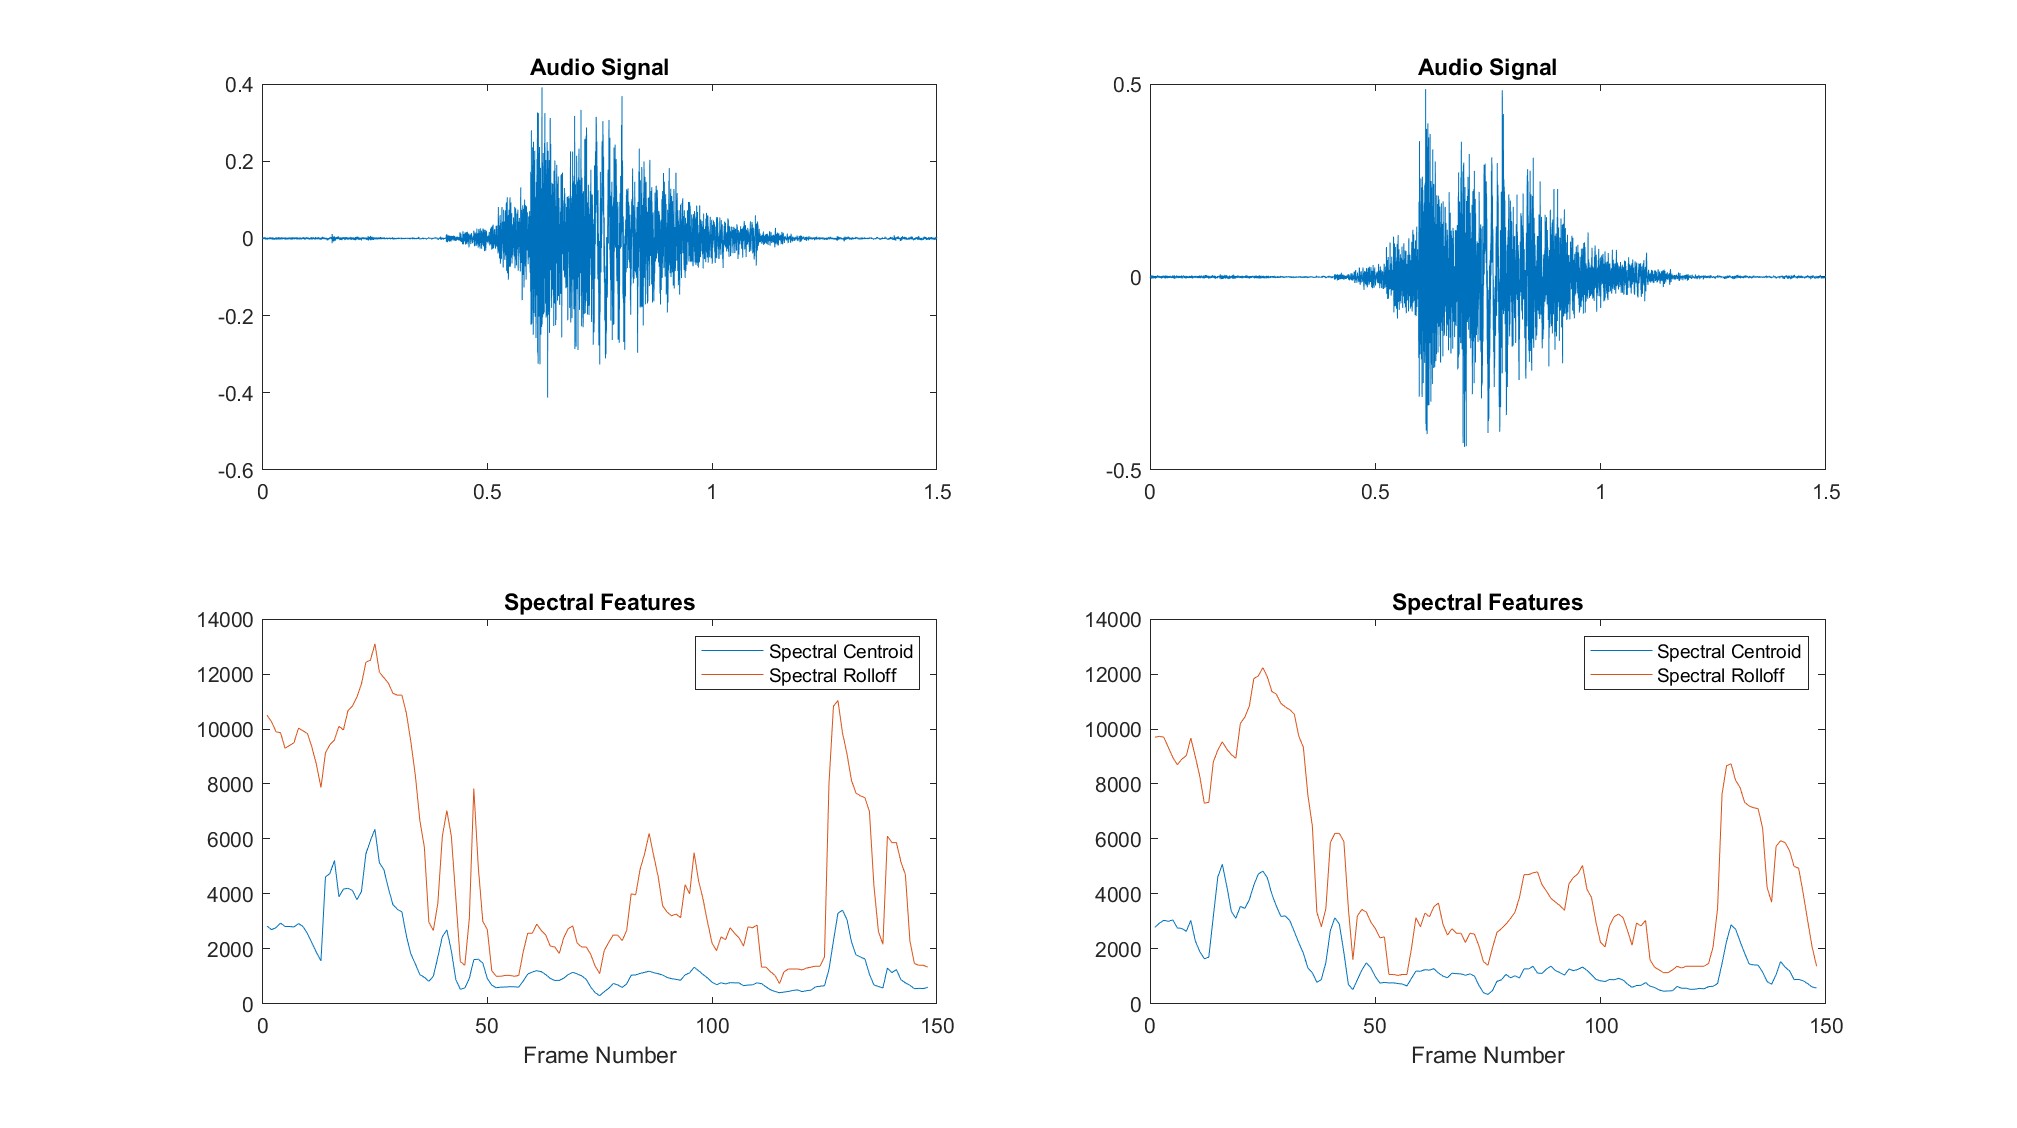 Audio Signal
0.4
0.2
0
-0.2
-0.4
-0.6
0 0.5 1 1.5
Audio Signal
0.5
0
-0.5
0 0.5 1 1.5
Spectral Features
14000
12000
10000
8000
6000
4000
2000
0
Spectral Centroid
Spectral Rolloff
0 50 100 150
Frame Number
Spectral Features
14000
12000
10000
8000
6000
4000
2000
0
Spectral Centroid
Spectral Rolloff
0 50 100 150
Frame Number